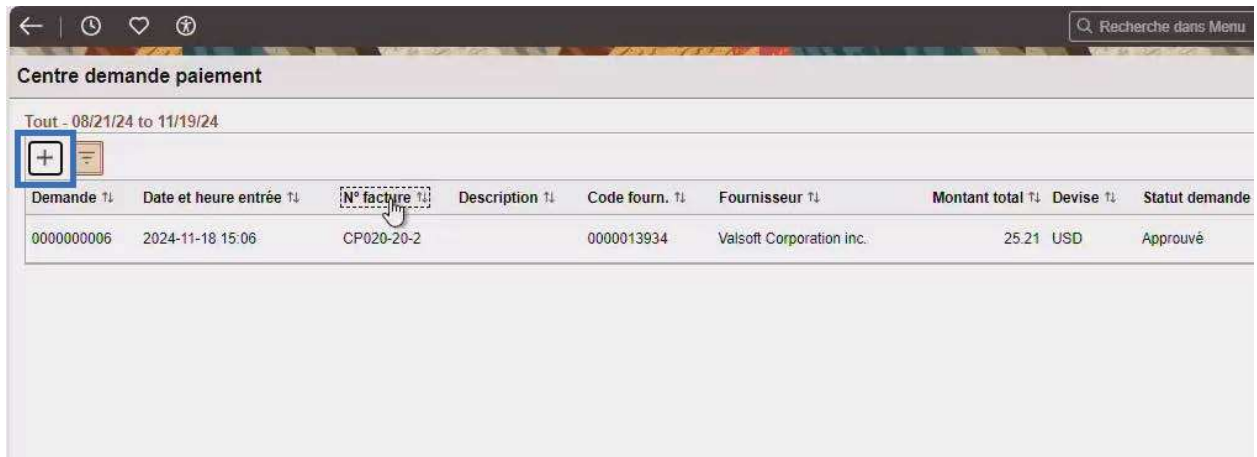 Recherche dans Menu
Centre demande paiement
Tout - 08/21/24 to 11/19/24
Demande Date et heure entrée N° facture Description Code fourn. Fournisseur Montant total Devise Statut demande
0000000006 2024-11-18 15:06 CP020-20-2 0000013934 Valsoft Corporation inc. 25.21 USD Approuvé